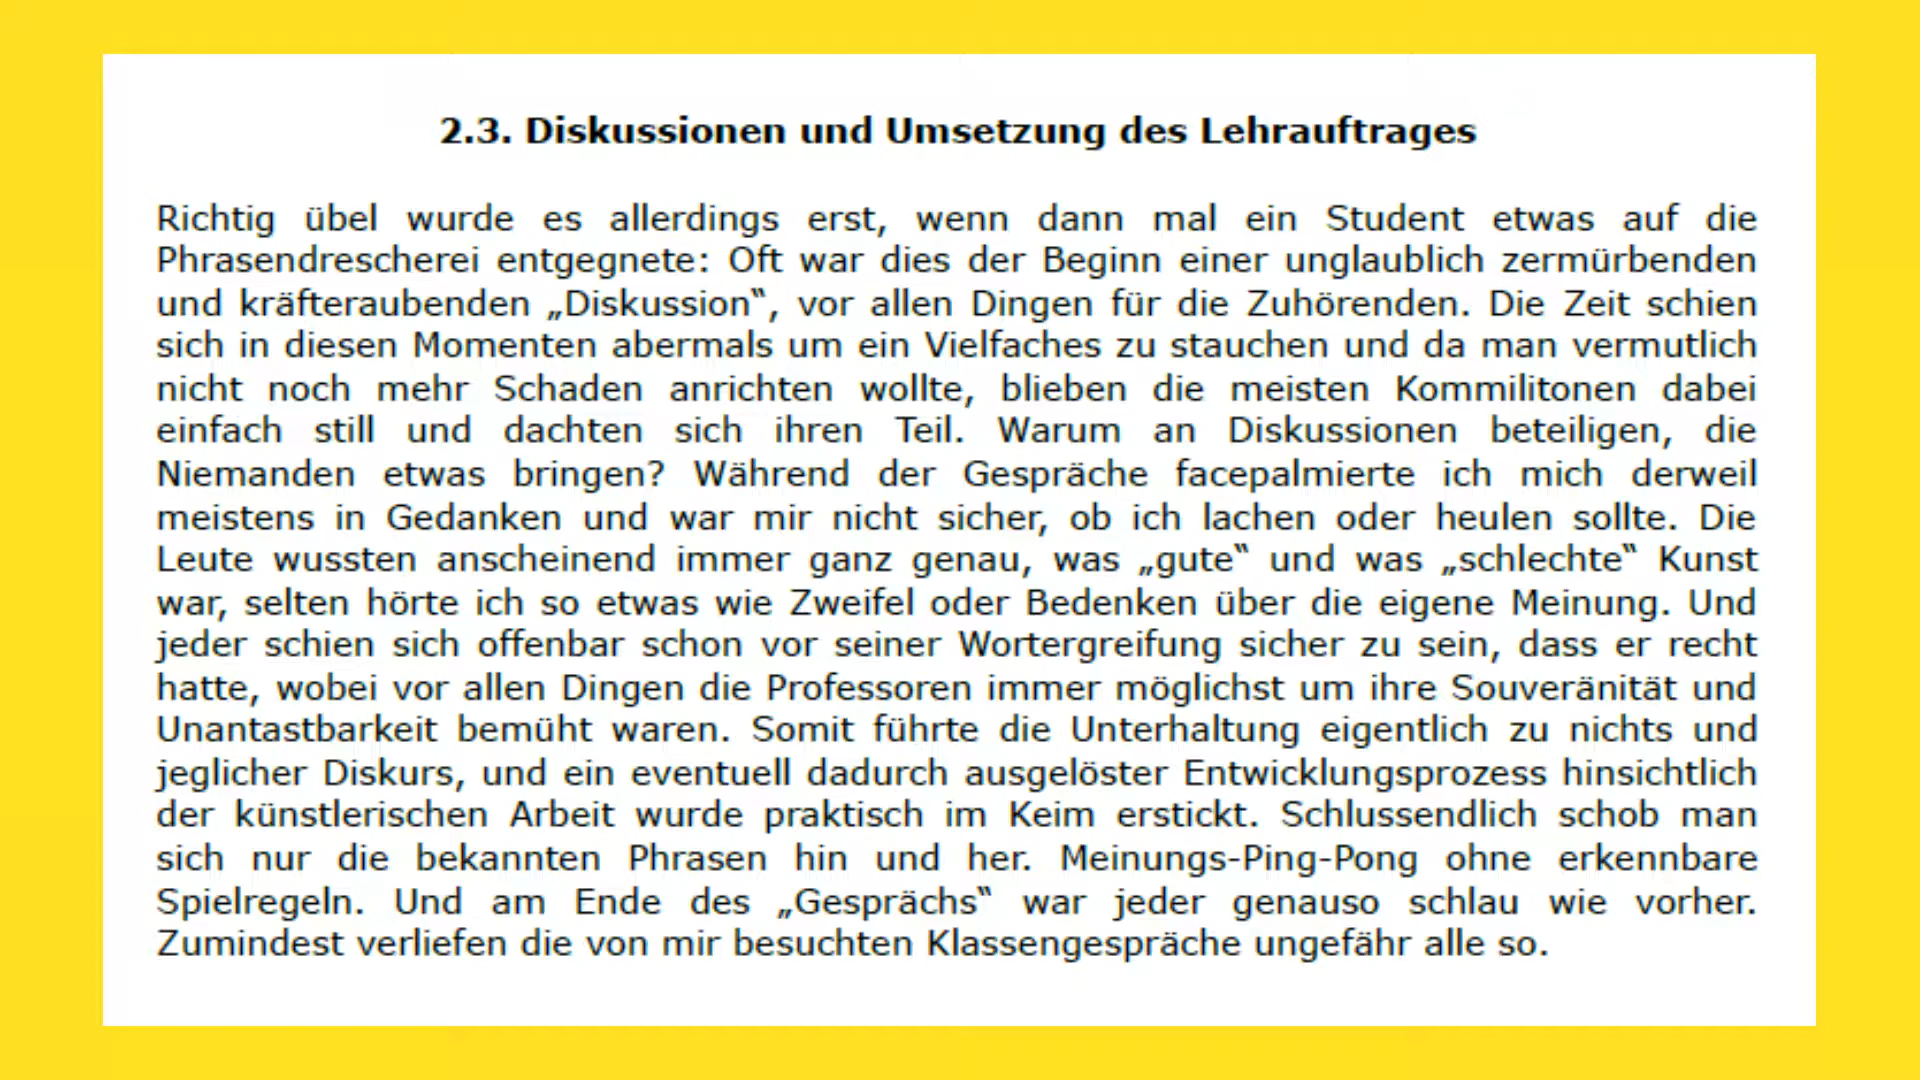 2.3. Diskussionen und Umsetzung des Lehrauftrages
Richtig übel wurde es allerdings erst, wenn dann mal ein Student etwas auf die
Phrasendrescherei entgegnete: Oft war dies der Beginn einer unglaublich zermürbenden
und kräfteraubenden „Diskussion‟, vor allen Dingen für die Zuhörenden. Die Zeit schien
sich in diesen Momenten abermals um ein Vielfaches zu stauchen und da man vermutlich
nicht noch mehr Schaden anrichten wollte, blieben die meisten Kommilitonen dabei
einfach still und dachten sich ihren Teil. Warum an Diskussionen beteiligen, die
Niemanden etwas bringen? Während der Gespräche facepalmierte ich mich derweil
meistens in Gedanken und war mir nicht sicher, ob ich lachen oder heulen sollte. Die
Leute wussten anscheinend immer ganz genau, was „gute‟ und was „schlechte‟ Kunst
war, selten hörte ich so etwas wie Zweifel oder Bedenken über die eigene Meinung. Und
jeder schien sich offenbar schon vor seiner Wortergreifung sicher zu sein, dass er recht
hatte, wobei vor allen Dingen die Professoren immer möglichst um ihre Souveränität und
Unantastbarkeit bemüht waren. Somit führte die Unterhaltung eigentlich zu nichts und
jeglicher Diskurs, und ein eventuell dadurch ausgelöster Entwicklungsprozess hinsichtlich
der künstlerischen Arbeit wurde praktisch im Keim erstickt. Schlussendlich schob man
sich nur die bekannten Phrasen hin und her. Meinungs-Ping-Pong ohne erkennbare
Spielregeln. Und am Ende des „Gesprächs‟ war jeder genauso schlau wie vorher.
Zumindest verliefen die von mir besuchten Klassengespräche ungefähr alle so.